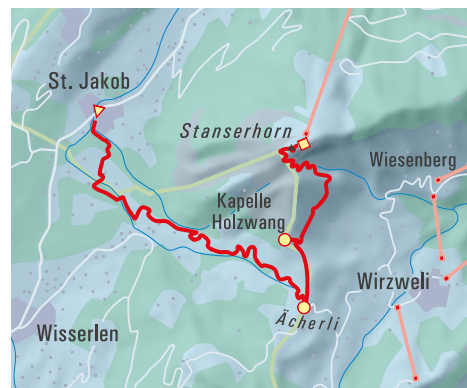 St. Jakob
Stanserhorn
Wiesenberg
Kapelle
Holzwang
Wirzweli
Ächerli
Wisserlen